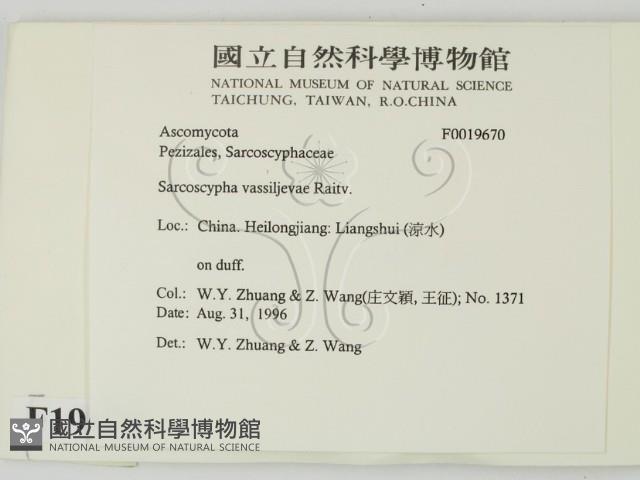 國立自然科學博物館
NATIONAL MUSEUM OF NATURAL SCIENCE
TAICHUNG, TAIWAN, R.O.CHINA
Ascomycota F0019670
Pezizales, Sarcoscyphaceae
Sarcoscypha vassiljevae Raitv.
Loc.: China. Heilongjiang: Liangshui (涼水)
on duff.
Col.: W.Y. Zhuang & Z. Wang(庄文穎, 王征); No. 1371
Date: Aug. 31, 1996
Det.: W.Y. Zhuang & Z. Wang
F19
國立自然科學博物館
NATIONAL MUSEUM OF NATURAL SCIENCE